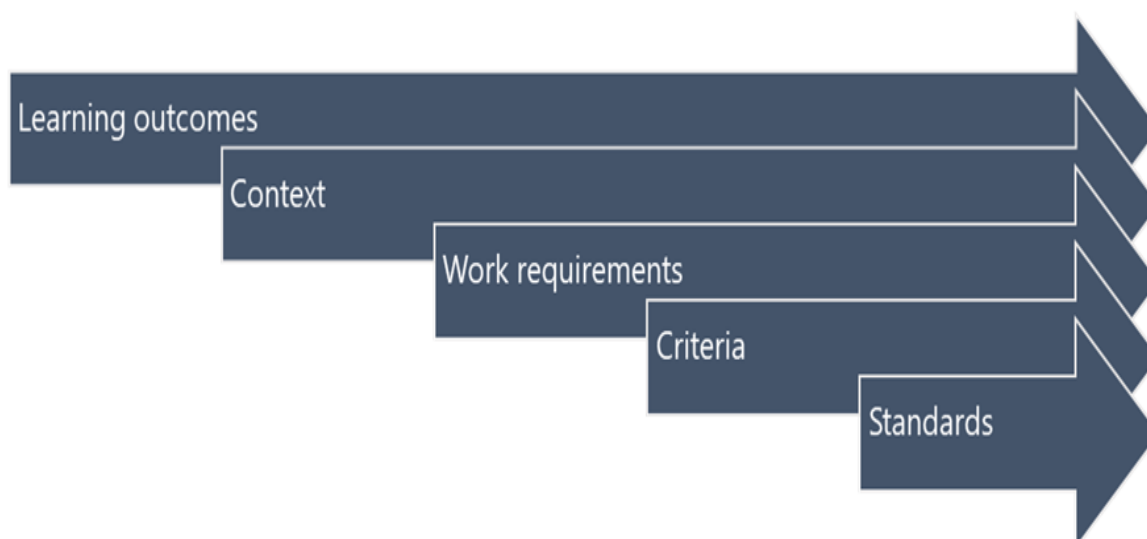 Learning outcomes
Context
Work requirements
Criteria
Standards